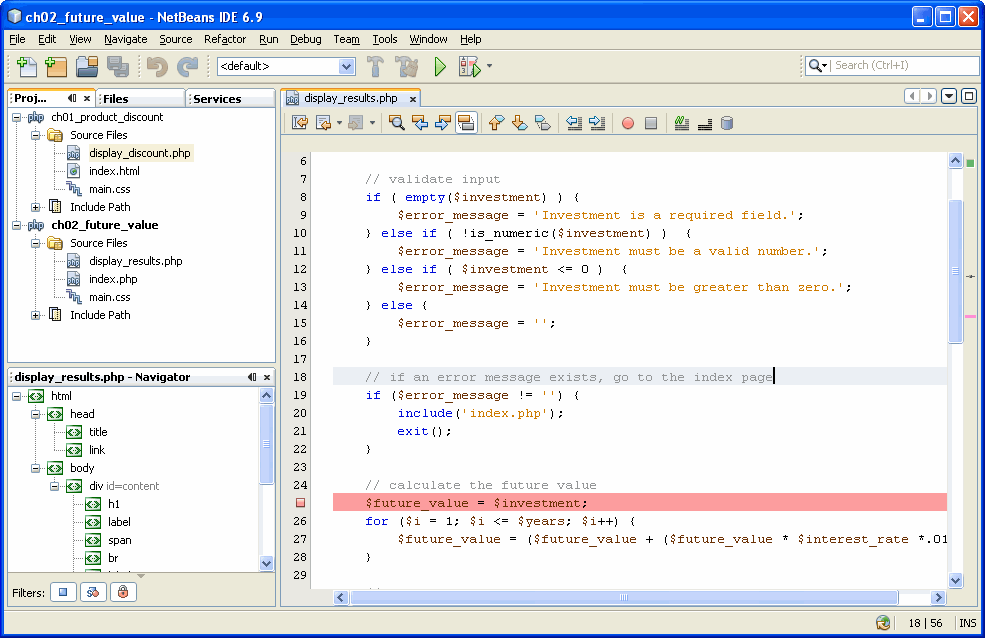 ch02_future_value - NetBeans IDE 6.9
File Edit View Navigate Source Refactor Run Debug Team Tools Window Help
<default>
Search (Ctrl+I)
Proj...
Files
Services
ch01_product_discount
Source Files
display_discount.php
index.html
main.css
Include Path
ch02_future_value
Source Files
display_results.php
index.php
main.css
Include Path
display_results.php - Navigator
html
head
title
link
body
div id=content
h1
label
span
br
Filters:
display_results.php
6
7 // validate input
8 if ( empty($investment) ) {
9 $error_message = 'Investment is a required field.';
10 } else if ( !is_numeric($investment) ) {
11 $error_message = 'Investment must be a valid number.';
12 } else if ( $investment <= 0 ) {
13 $error_message = 'Investment must be greater than zero.';
14 } else {
15 $error_message = '';
16 }
17
18 // if an error message exists, go to the index page
19 if ($error_message != '') {
20 include('index.php');
21 exit();
22 }
23
24 // calculate the future value
$future_value = $investment;
26 for ($i = 1; $i <= $years; $i++) {
27 $future_value = ($future_value + ($future_value * $interest_rate *.01
28 }
29
18 | 56 INS